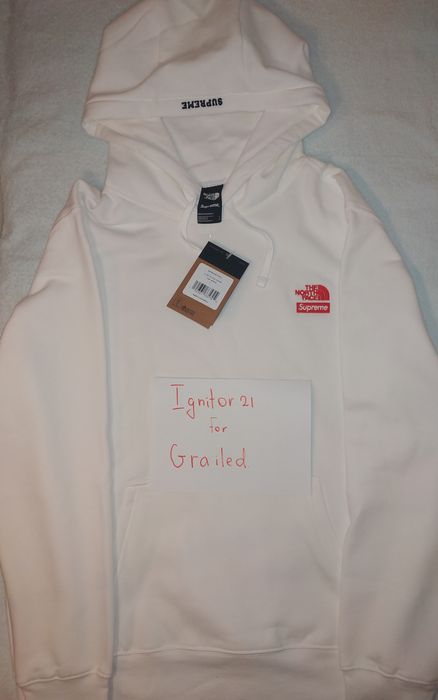 SUPREME
THE
NORTH
FACE
Supreme
Ignitor 21
for
Grailed.